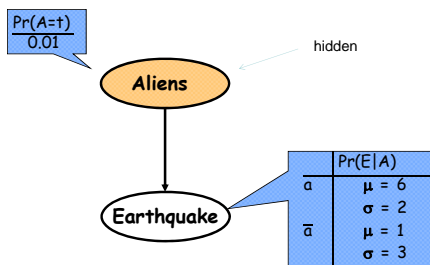 Pr(A=t)
0.01
hidden
Aliens
Pr(E|A)
a μ = 6
σ = 2
a̅ μ = 1
σ = 3
Earthquake